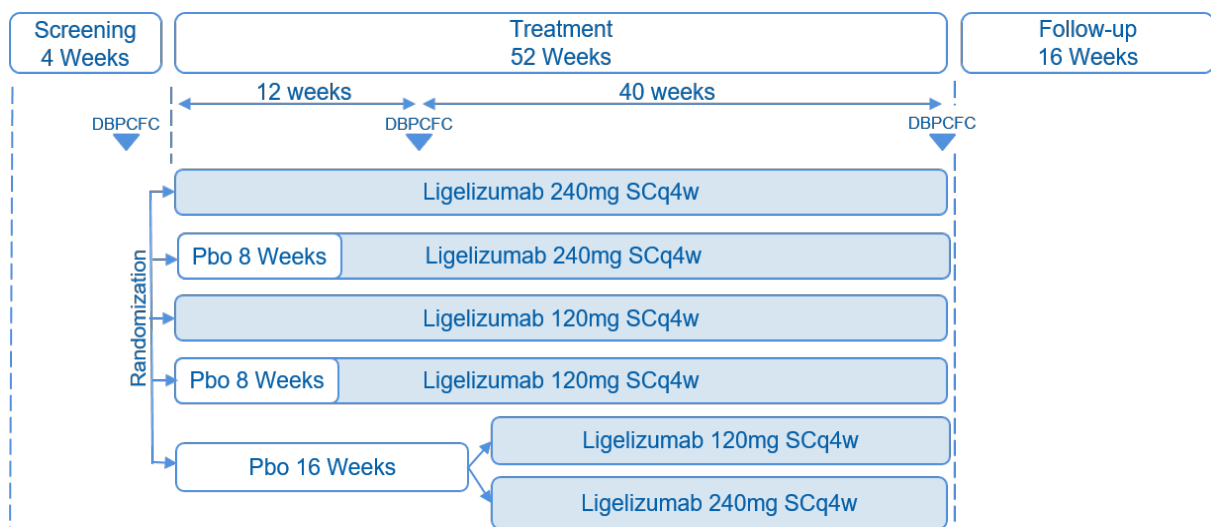 Screening
4 Weeks
Treatment
52 Weeks
Follow-up
16 Weeks
12 weeks
40 weeks
DBPCFC
DBPCFC
DBPCFC
Randomization
Ligelizumab 240mg SCq4w
Pbo 8 Weeks
Ligelizumab 240mg SCq4w
Ligelizumab 120mg SCq4w
Pbo 8 Weeks
Ligelizumab 120mg SCq4w
Pbo 16 Weeks
Ligelizumab 120mg SCq4w
Ligelizumab 240mg SCq4w